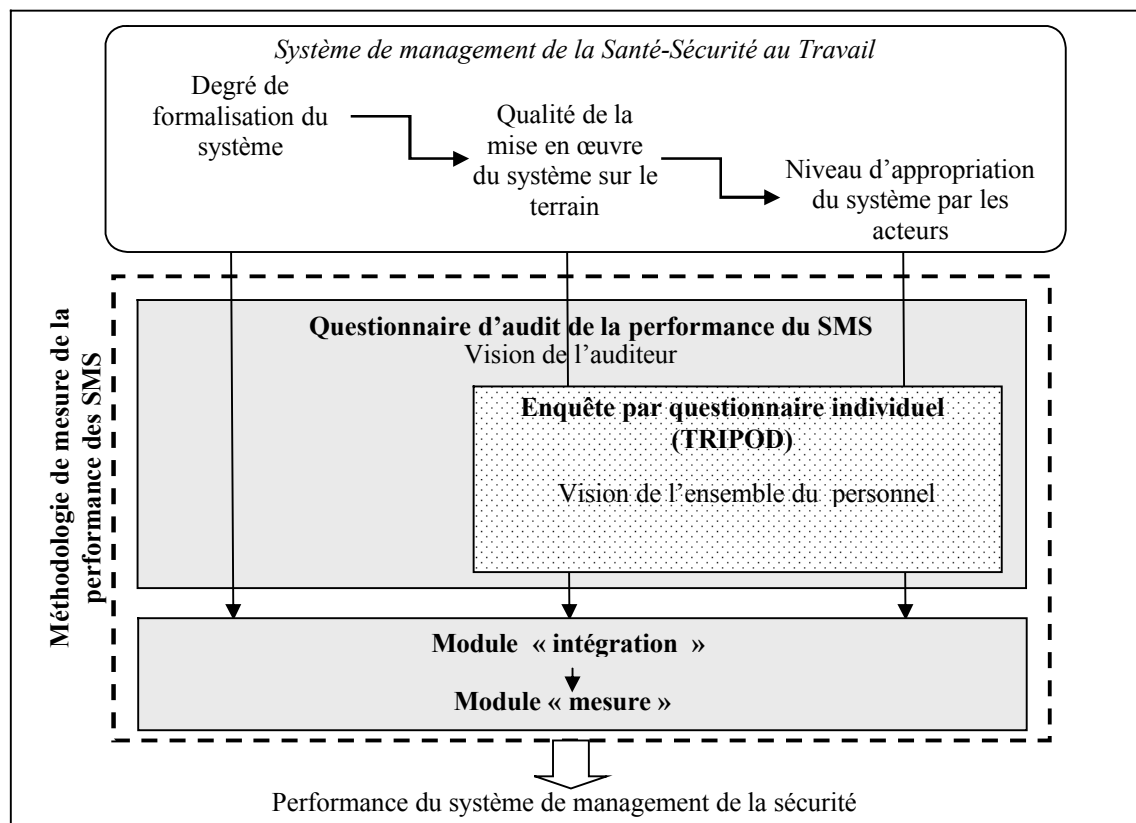 Système de management de la Santé-Sécurité au Travail
Degré de
formalisation du
système
Qualité de la
mise en œuvre
du système sur le
terrain
Niveau d’appropriation
du système par les
acteurs
Méthodologie de mesure de la
performance des SMS
Questionnaire d’audit de la performance du SMS
Vision de l’auditeur
Enquête par questionnaire individuel
(TRIPOD)
Vision de l’ensemble du personnel
Module « intégration »
Module « mesure »
Performance du système de management de la sécurité